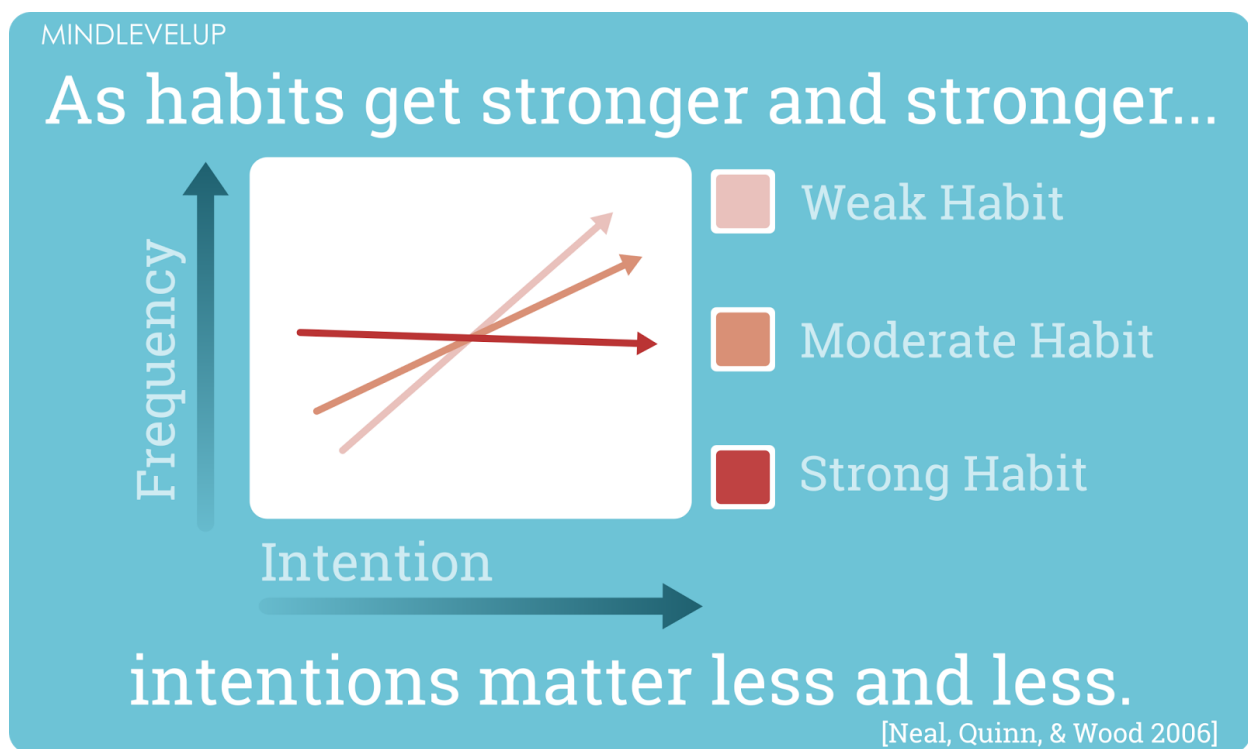 MINDLEVELUP
As habits get stronger and stronger...
Frequency
Weak Habit
Moderate Habit
Strong Habit
Intention
intentions matter less and less.
[Neal, Quinn, & Wood 2006]